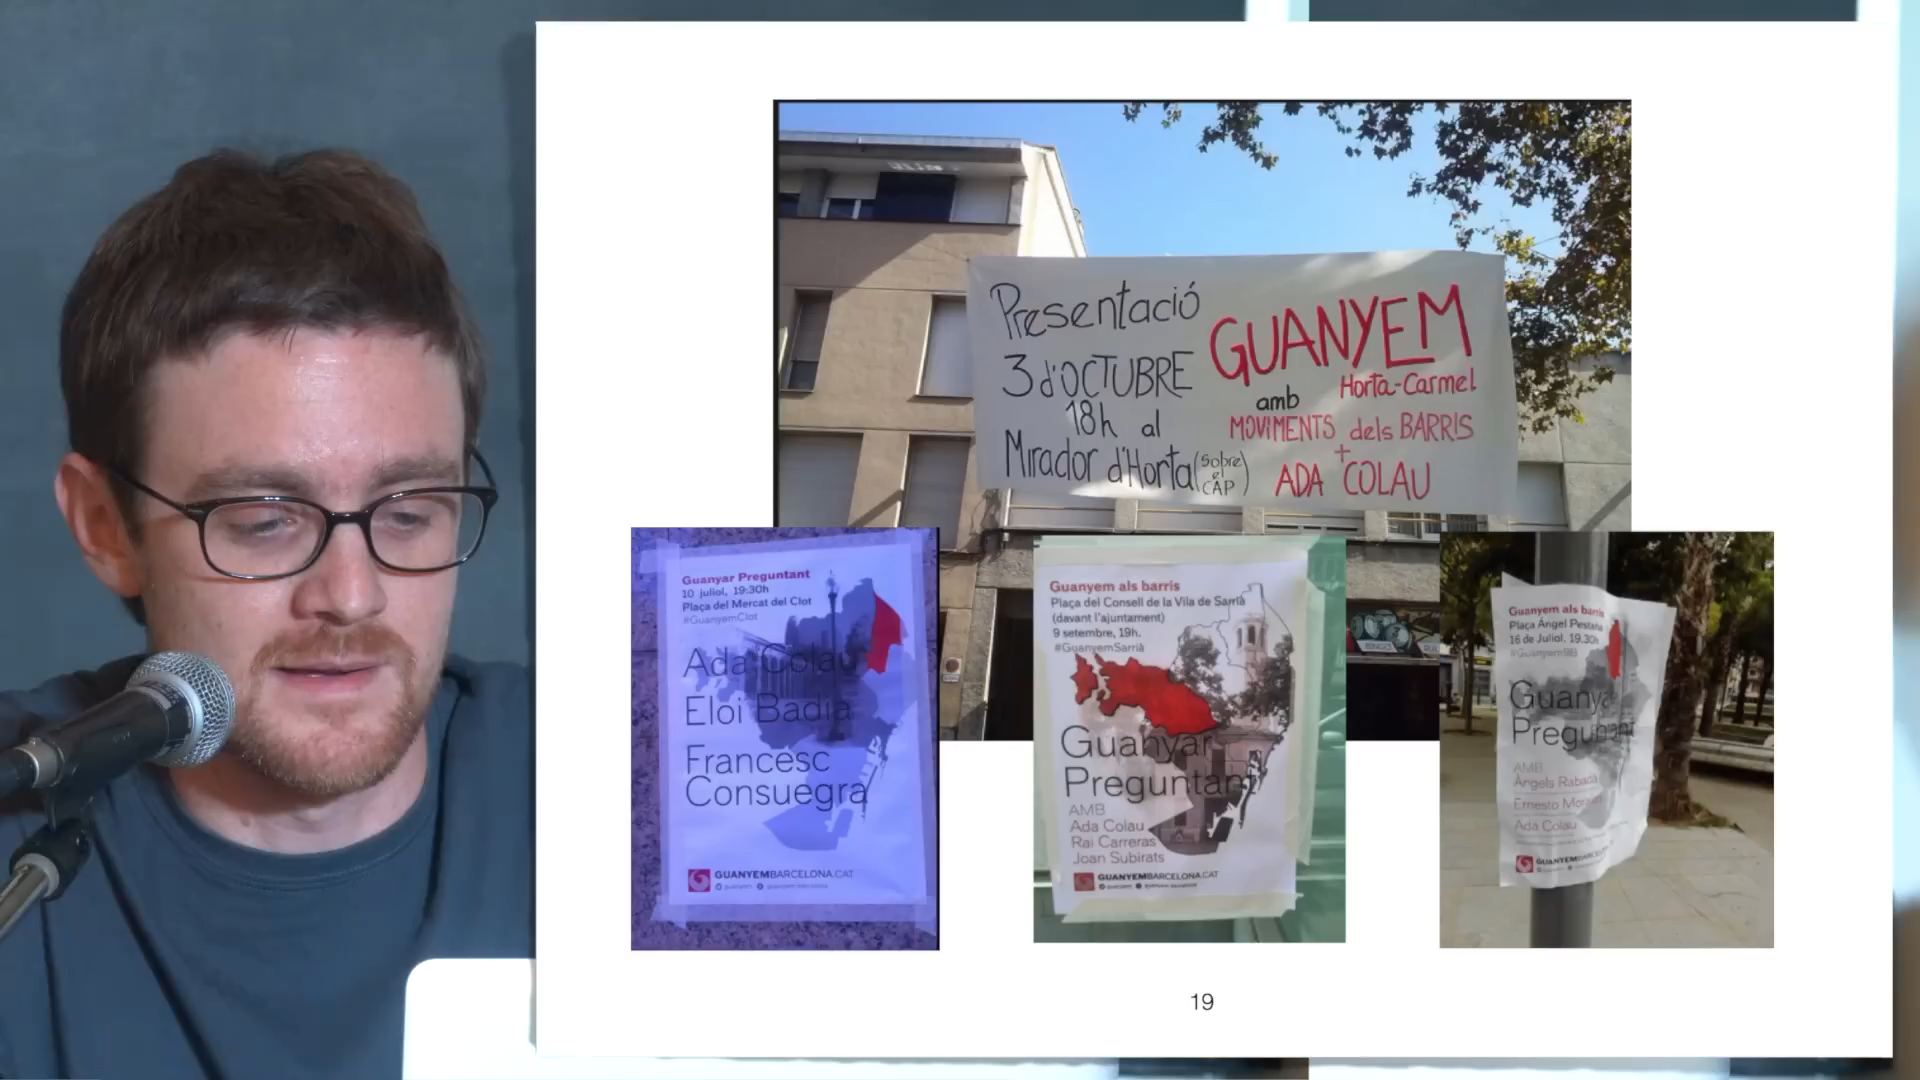 Presentació
3 d'OCTUBRE
18h al
Mirador d'Horta (sobre el CAP)
GUANYEM
Horta-Carmel
amb
MOVIMENTS dels BARRIS
+
ADA COLAU
Guanyar Preguntant
10 juliol, 19:30h
Plaça del Mercat del Clot
#GuanyemClot
Ada Colau
Eloi Badia
Francesc
Consuegra
GUANYEMBARCELONA.CAT
Guanyem als barris
Plaça del Consell de la Vila de Sarrià
(davant l'ajuntament)
9 setembre, 19h.
#GuanyemSarrià
Guanyar
Preguntant
AMB
Ada Colau
Rai Carreras
Joan Subirats
GUANYEMBARCELONA.CAT
Guanyem als barris
Plaça Àngel Pestaña
16 de Juliol, 19.30h
#GuanyemBB
Guanyar
Preguntant
AMB
Àngels Rabadà
Ernesto
Ada Colau
19